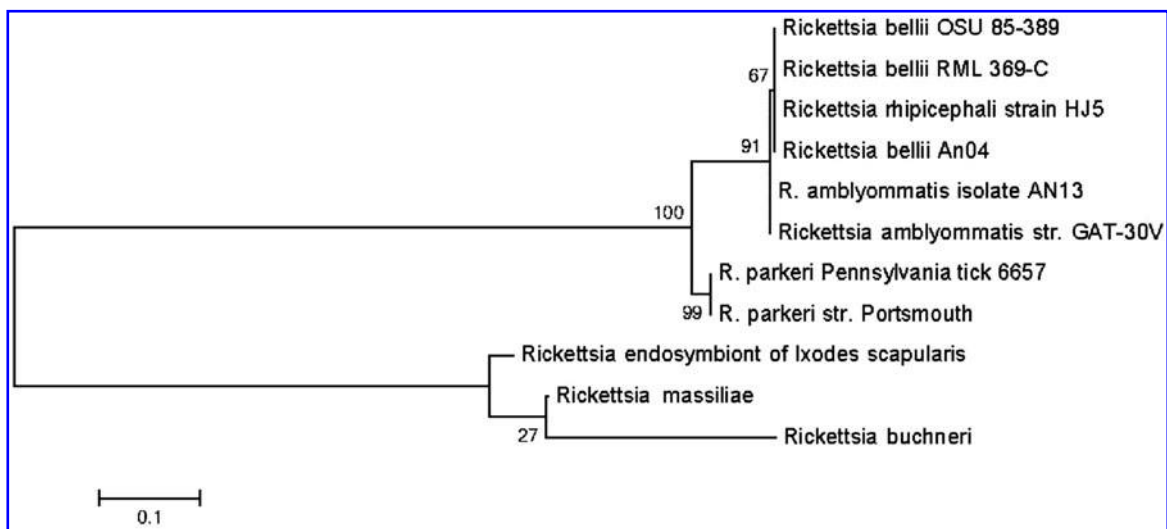 Rickettsia bellii OSU 85-389
67
Rickettsia bellii RML 369-C
Rickettsia rhipicephali strain HJ5
91
Rickettsia bellii An04
R. amblyommatis isolate AN13
100
Rickettsia amblyommatis str. GAT-30V
R. parkeri Pennsylvania tick 6657
99
R. parkeri str. Portsmouth
Rickettsia endosymbiont of Ixodes scapularis
Rickettsia massiliae
27
Rickettsia buchneri
0.1